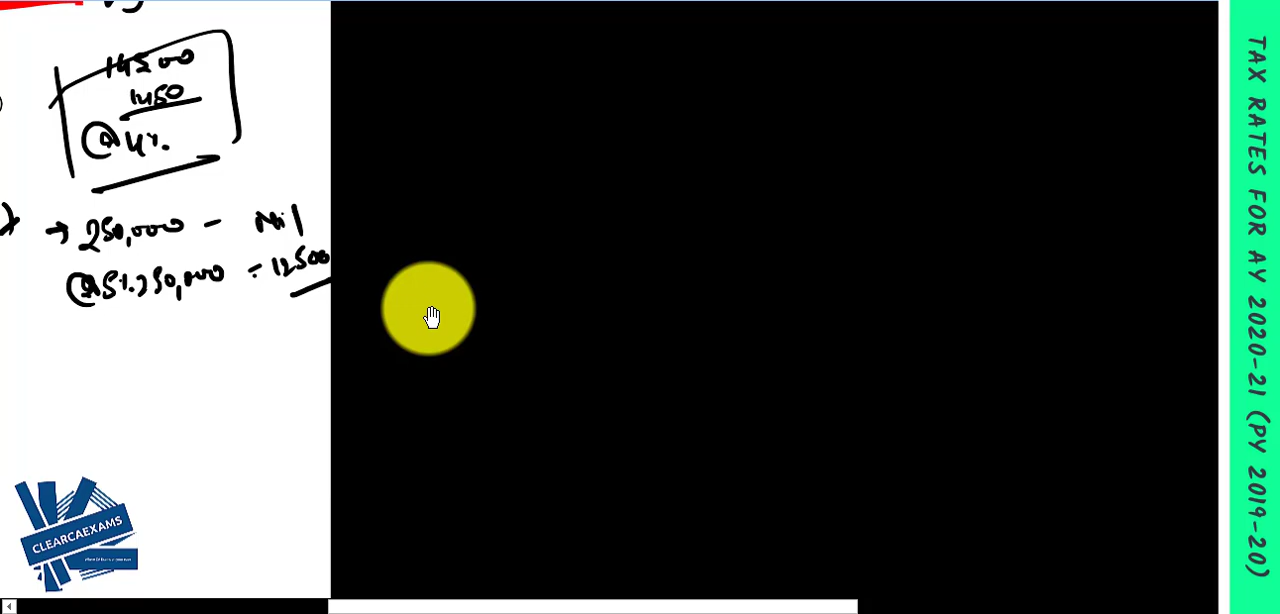 14500
1450
@4%.
→ 250,000 - Nil
@5%.250,000 = 12500
CLEARCAEXAMS
TAX RATES FOR AY 2020-21 (PY 2019-20)